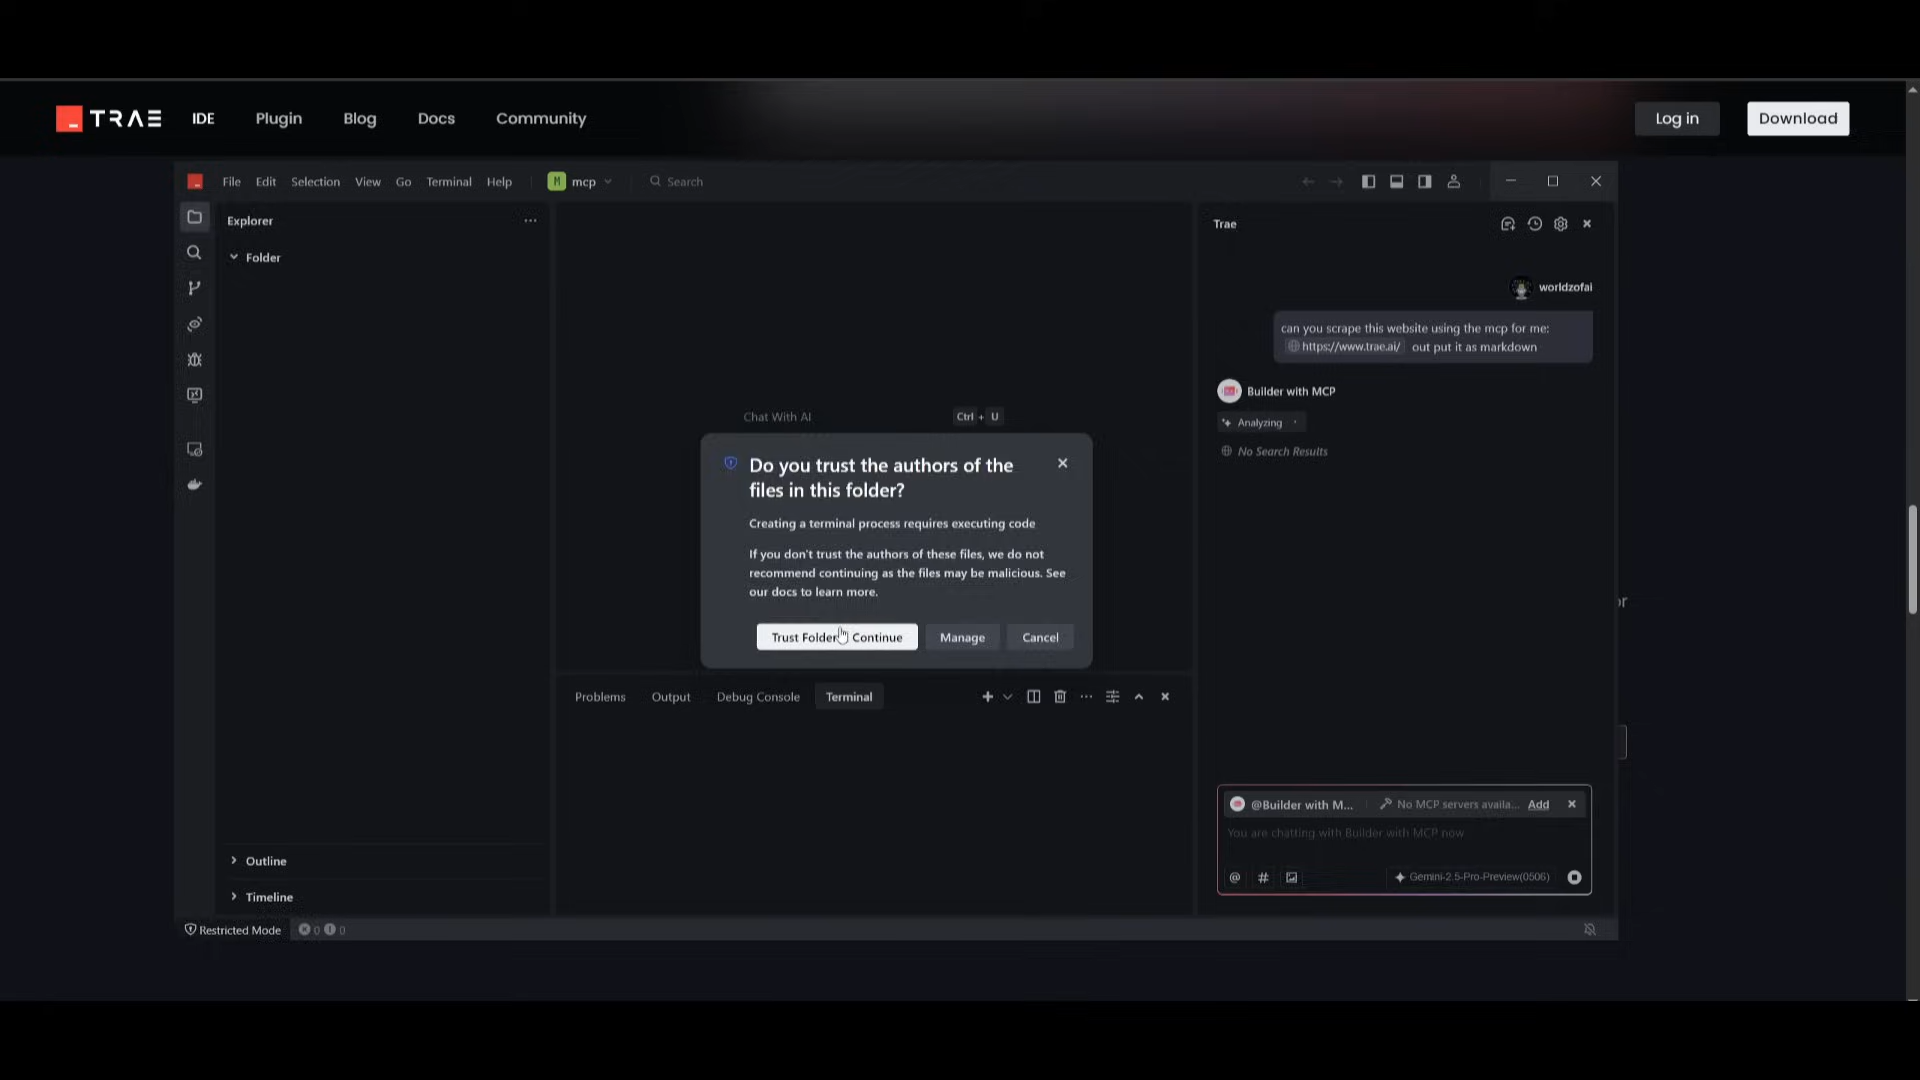 TRAE IDE Plugin Blog Docs Community Log in Download
File Edit Selection View Go Terminal Help M mcp Search
Explorer
Folder
Outline
Timeline
Chat With AI Ctrl + U
Do you trust the authors of the
files in this folder?
Creating a terminal process requires executing code
If you don't trust the authors of these files, we do not
recommend continuing as the files may be malicious. See
our docs to learn more.
Trust Folder Continue Manage Cancel
Problems Output Debug Console Terminal
Trae
worldzofai
can you scrape this website using the mcp for me:
https://www.trae.ai/ out put it as markdown
Builder with MCP
Analyzing
No Search Results
@Builder with M... No MCP servers availa... Add
You are chatting with Builder with MCP now
@ # Gemini-2.5-Pro-Preview(0506)
Restricted Mode 0 0